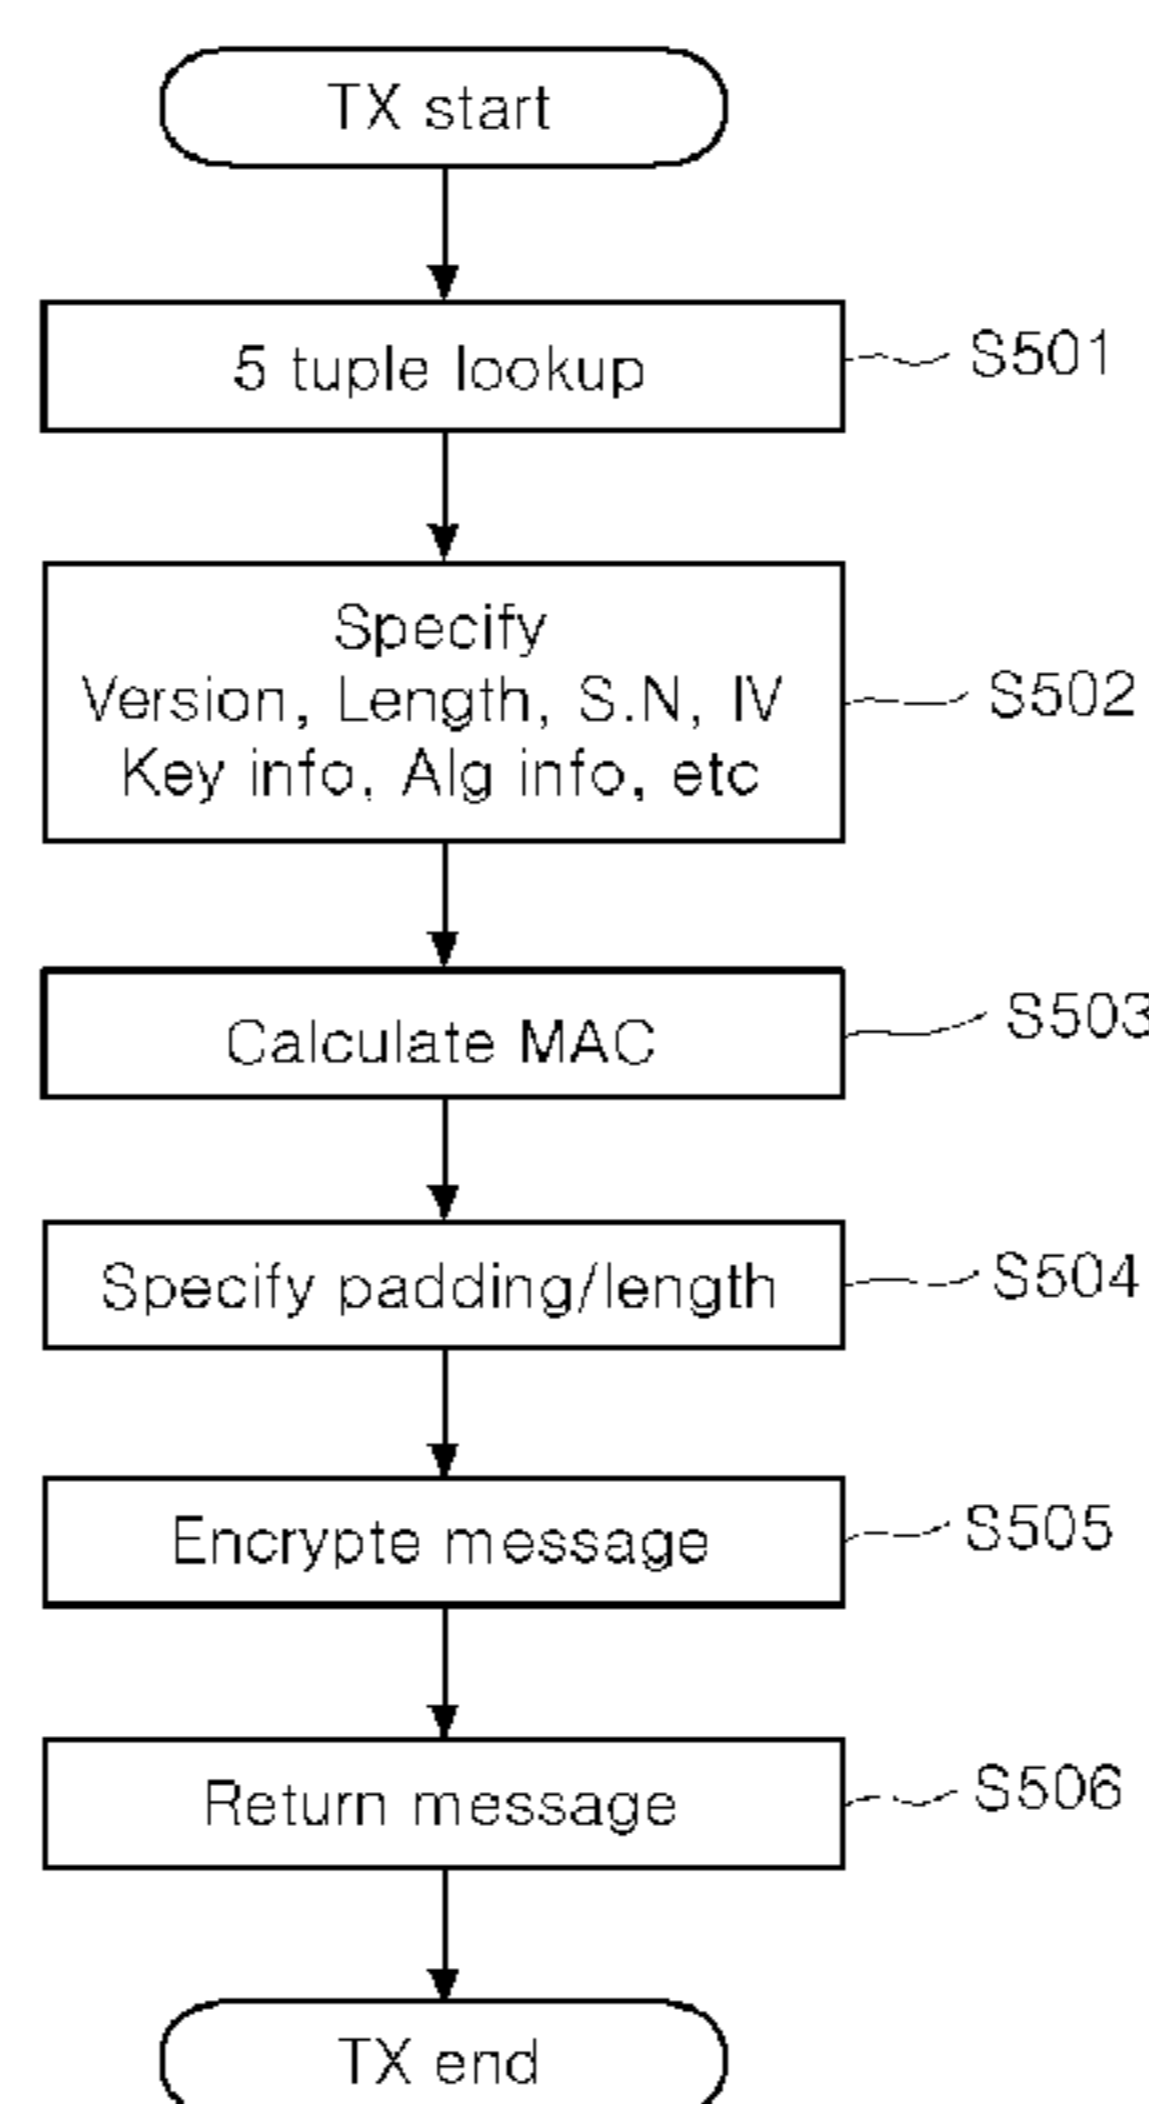 TX start
5 tuple lookup
S501
Specify
Version, Length, S.N, IV
Key info, Alg info, etc
S502
Calculate MAC
S503
Specify padding/length
S504
Encrypte message
S505
Return message
S506
TX end